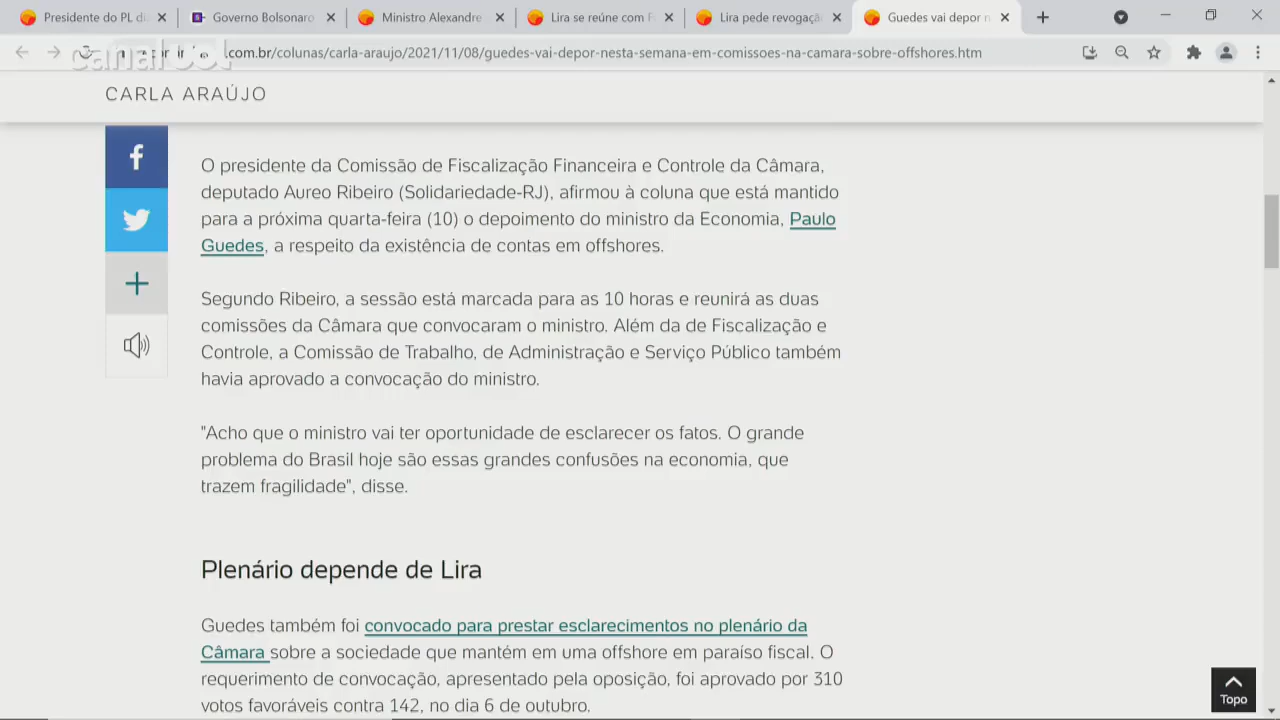 Presidente do PL di
Governo Bolsonaro
Ministro Alexandre
Lira se reúne com
Lira pede revogaçã
Guedes vai depor n
canal uol
.com.br/colunas/carla-araujo/2021/11/08/guedes-vai-depor-nesta-semana-em-comissoes-na-camara-sobre-offshores.htm
CARLA ARAÚJO
O presidente da Comissão de Fiscalização Financeira e Controle da Câmara,
deputado Aureo Ribeiro (Solidariedade-RJ), afirmou à coluna que está mantido
para a próxima quarta-feira (10) o depoimento do ministro da Economia, Paulo
Guedes, a respeito da existência de contas em offshores.
Segundo Ribeiro, a sessão está marcada para as 10 horas e reunirá as duas
comissões da Câmara que convocaram o ministro. Além da de Fiscalização e
Controle, a Comissão de Trabalho, de Administração e Serviço Público também
havia aprovado a convocação do ministro.
"Acho que o ministro vai ter oportunidade de esclarecer os fatos. O grande
problema do Brasil hoje são essas grandes confusões na economia, que
trazem fragilidade", disse.
Plenário depende de Lira
Guedes também foi convocado para prestar esclarecimentos no plenário da
Câmara sobre a sociedade que mantém em uma offshore em paraíso fiscal. O
requerimento de convocação, apresentado pela oposição, foi aprovado por 310
votos favoráveis contra 142, no dia 6 de outubro.
Topo